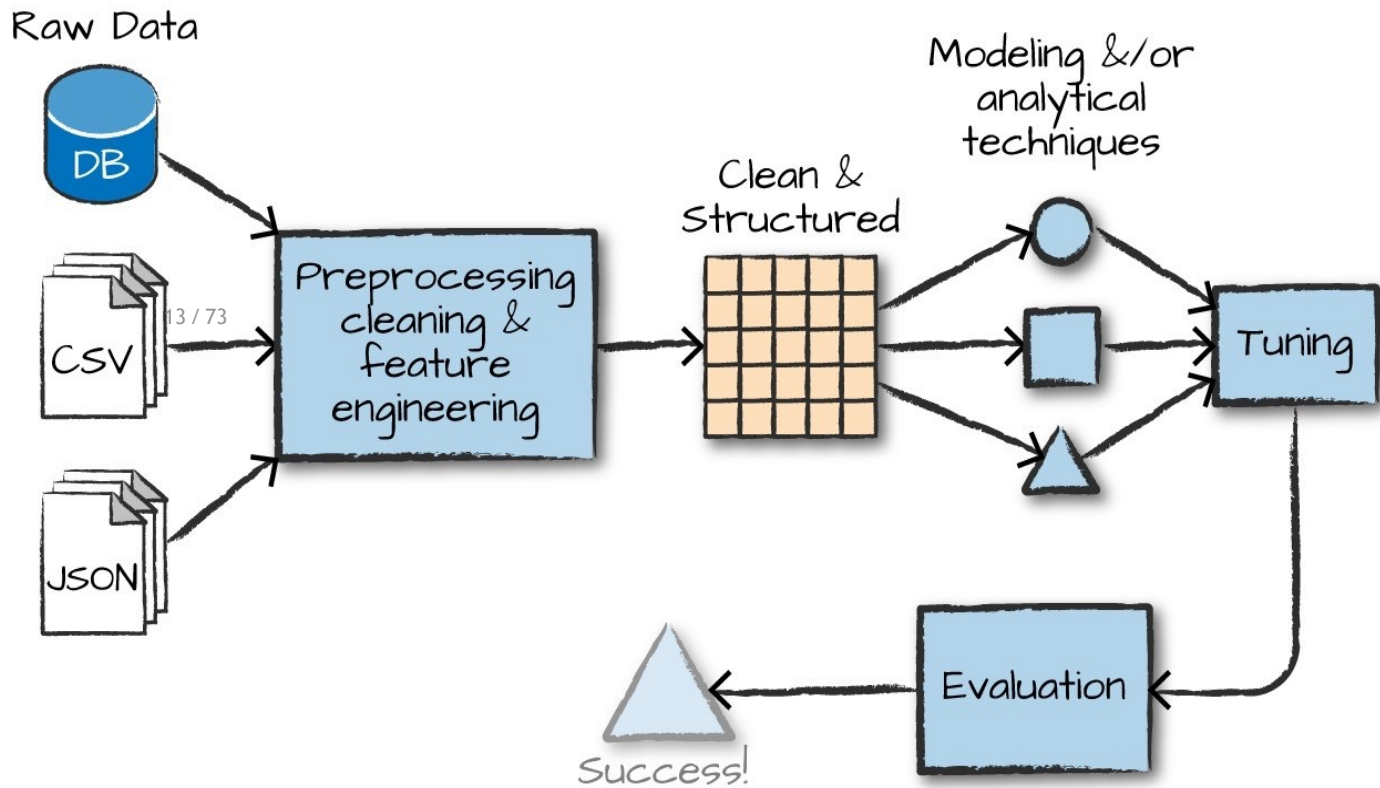 Raw Data
DB
CSV
13 / 73
JSON
Preprocessing
cleaning &
feature
engineering
Clean &
Structured
Modeling &/or
analytical
techniques
Tuning
Evaluation
Success!